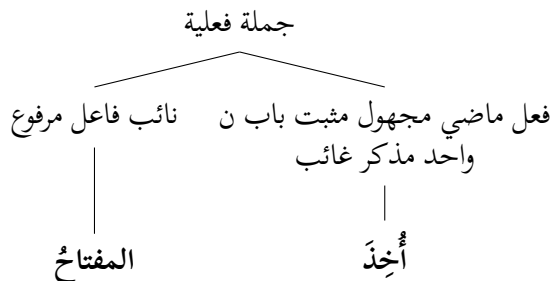 جملة فعلية
فعل ماضي مجهول مثبت باب ن
واحد مذكر غائب
نائب فاعل مرفوع
أُخِذَ
المفتاحُ